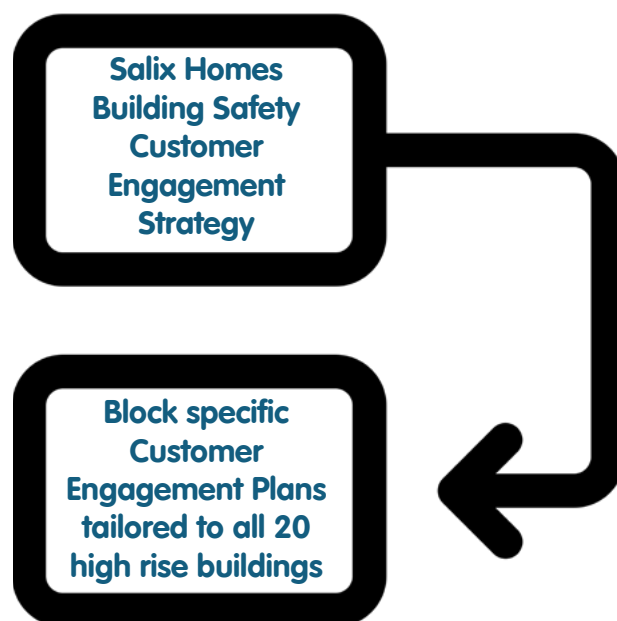 Salix Homes
Building Safety
Customer
Engagement
Strategy
Block specific
Customer
Engagement Plans
tailored to all 20
high rise buildings